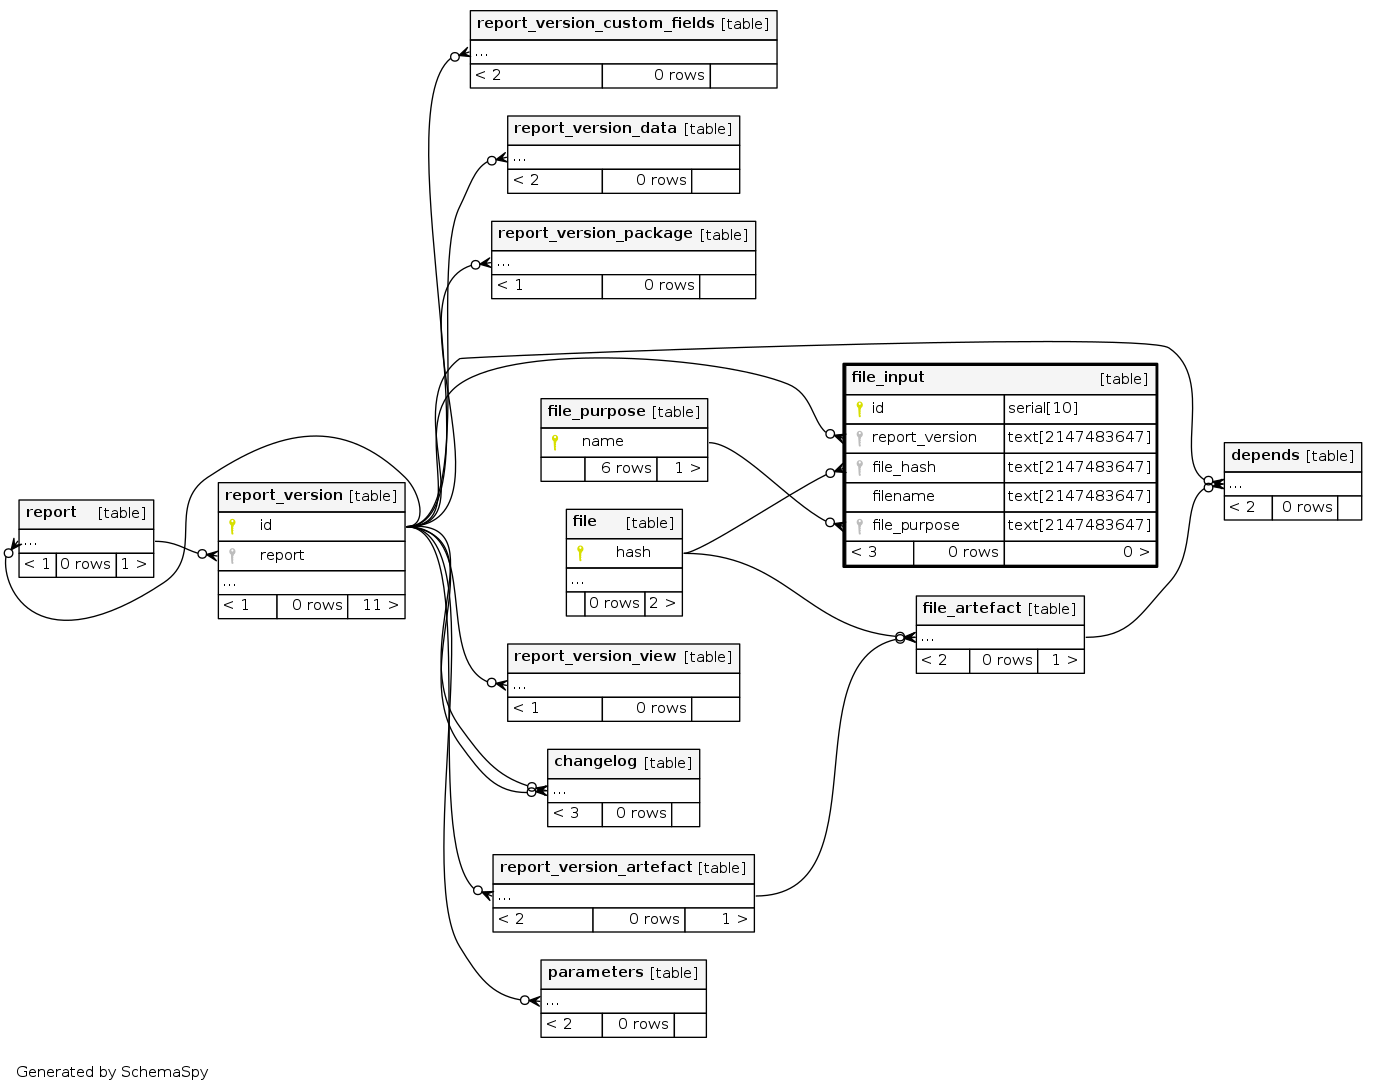 report_version_custom_fields [table]
...
< 2 0 rows
report_version_data [table]
...
< 2 0 rows
report_version_package [table]
...
< 1 0 rows
file_input [table]
id serial[10]
report_version text[2147483647]
file_hash text[2147483647]
filename text[2147483647]
file_purpose text[2147483647]
< 3 0 rows 0 >
file_purpose [table]
name
6 rows 1 >
depends [table]
...
< 2 0 rows
report [table]
...
< 1 0 rows 1 >
report_version [table]
id
report
...
< 1 0 rows 11 >
file [table]
hash
...
0 rows 2 >
file_artefact [table]
...
< 2 0 rows 1 >
report_version_view [table]
...
< 1 0 rows
changelog [table]
...
< 3 0 rows
report_version_artefact [table]
...
< 2 0 rows 1 >
parameters [table]
...
< 2 0 rows
Generated by SchemaSpy